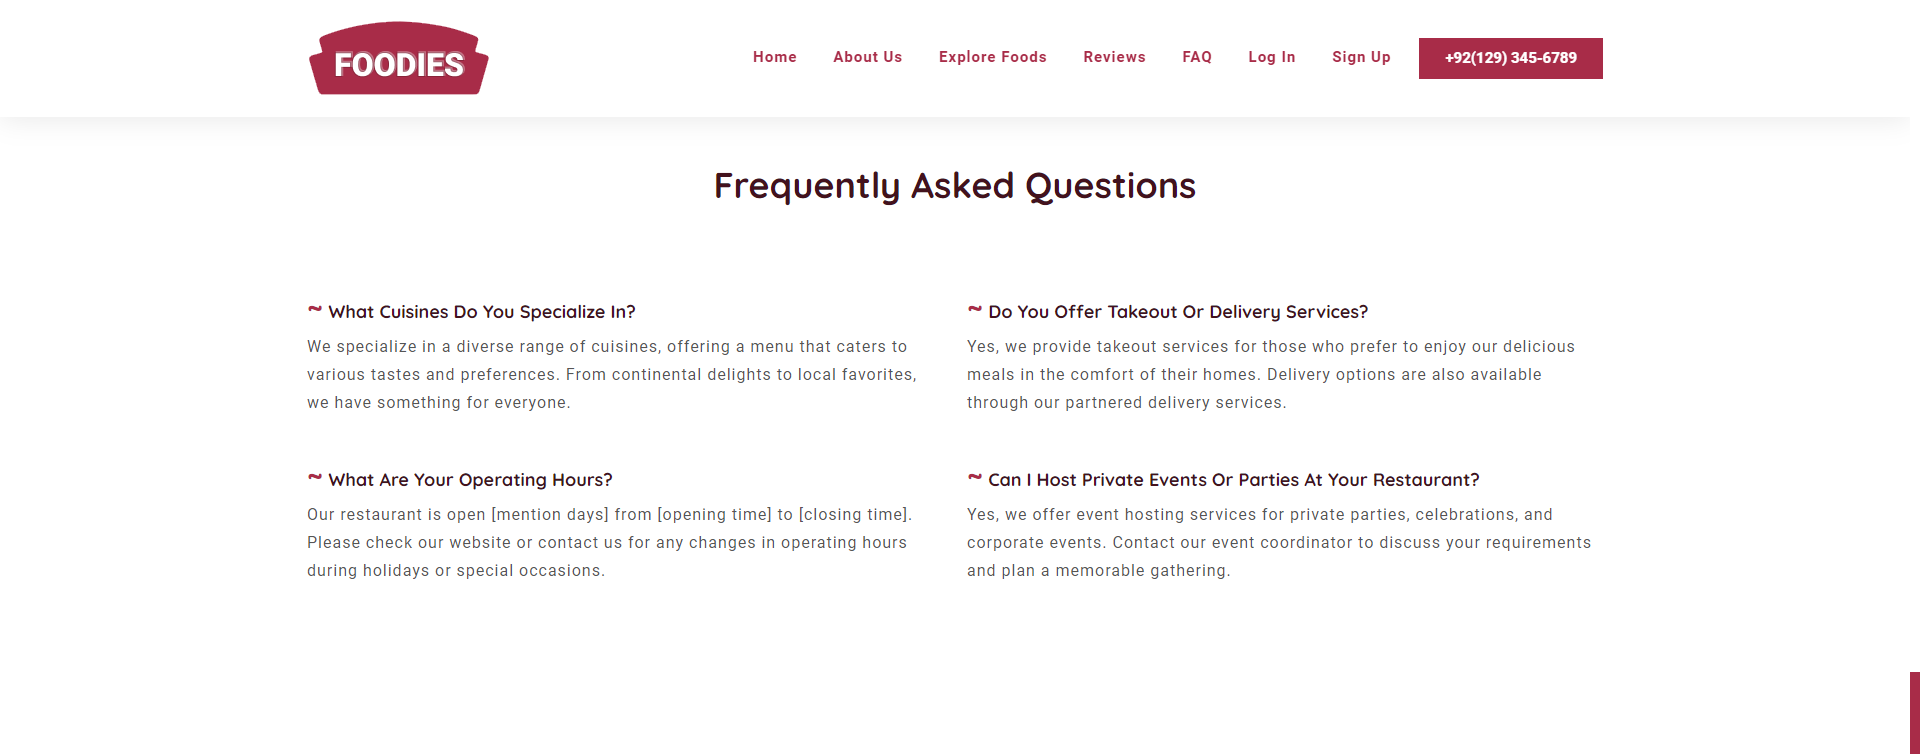 FOODIES
Home About Us Explore Foods Reviews FAQ Log In Sign Up +92(129) 345-6789
Frequently Asked Questions
~ What Cuisines Do You Specialize In?
We specialize in a diverse range of cuisines, offering a menu that caters to
various tastes and preferences. From continental delights to local favorites,
we have something for everyone.
~ Do You Offer Takeout Or Delivery Services?
Yes, we provide takeout services for those who prefer to enjoy our delicious
meals in the comfort of their homes. Delivery options are also available
through our partnered delivery services.
~ What Are Your Operating Hours?
Our restaurant is open [mention days] from [opening time] to [closing time].
Please check our website or contact us for any changes in operating hours
during holidays or special occasions.
~ Can I Host Private Events Or Parties At Your Restaurant?
Yes, we offer event hosting services for private parties, celebrations, and
corporate events. Contact our event coordinator to discuss your requirements
and plan a memorable gathering.